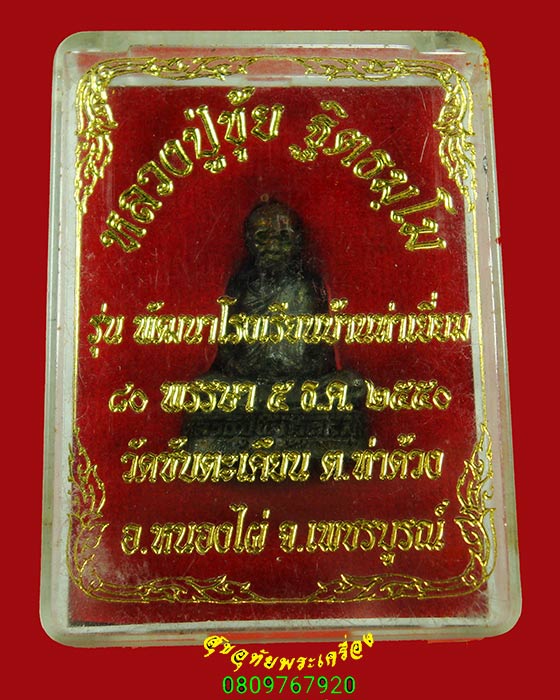 หลวงปู่ทุ้ย ฐิตธมฺโม
รุ่น พัฒนาโรงเรียนบ้านท่าเยี่ยม
๘๐ พรรษา ๕ ธ.ค. ๒๕๕๐
วัดซับตะเคียน ต.ท่าด้วง
อ.หนองไผ่ จ.เพชรบูรณ์
สุขอุทัยพระเครื่อง
0809767920